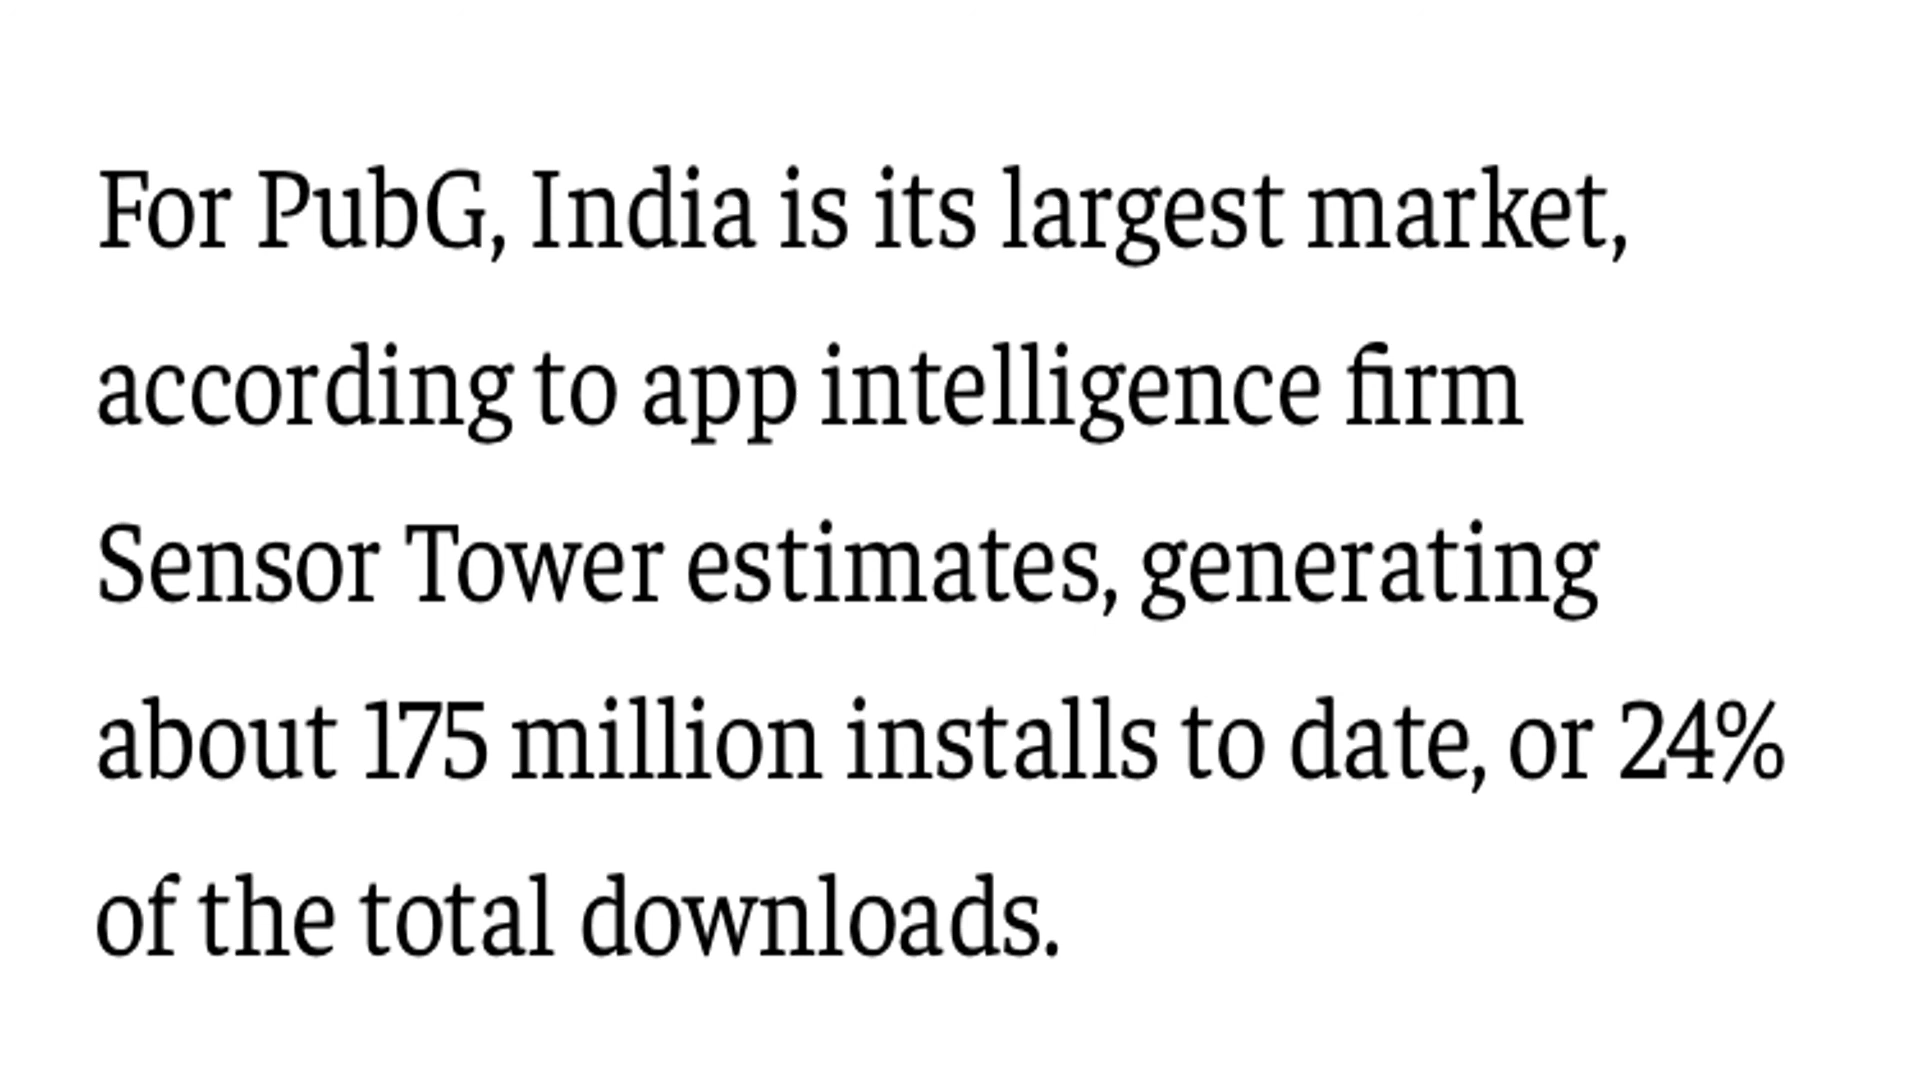 For PubG, India is its largest market,
according to app intelligence firm
Sensor Tower estimates, generating
about 175 million installs to date, or 24%
of the total downloads.